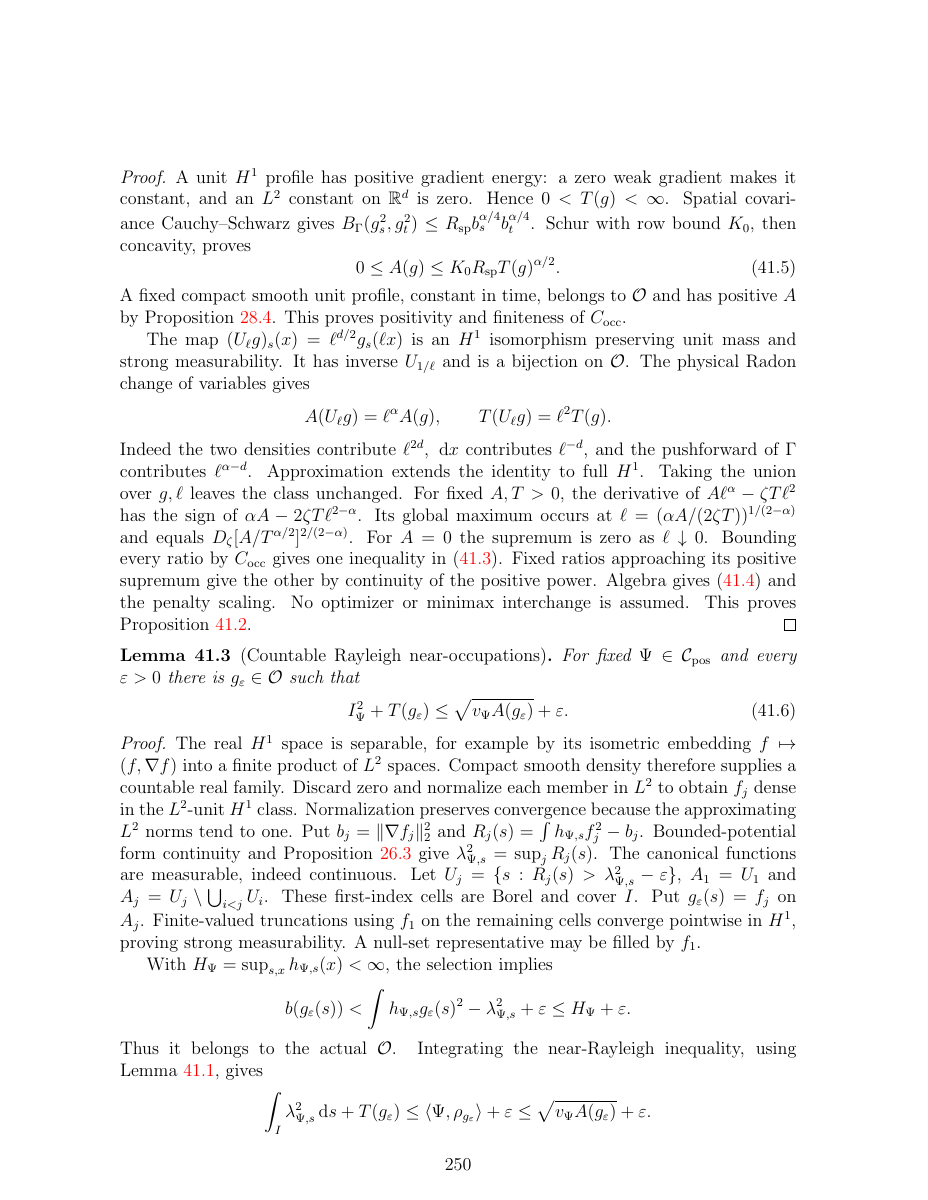 Proof. A unit H¹ profile has positive gradient energy: a zero weak gradient makes it
constant, and an L² constant on ℝᵈ is zero. Hence 0 < T(g) < ∞. Spatial covari-
ance Cauchy–Schwarz gives B_Γ(g_s^2, g_t^2) ≤ R_sp b_s^{α/4} b_t^{α/4}. Schur with row bound K_0, then
concavity, proves
0 ≤ A(g) ≤ K_0 R_sp T(g)^{α/2}. (41.5)
A fixed compact smooth unit profile, constant in time, belongs to 𝒪 and has positive A
by Proposition 28.4. This proves positivity and finiteness of C_occ.
The map (U_ℓ g)_s(x) = ℓ^{d/2} g_s(ℓx) is an H¹ isomorphism preserving unit mass and
strong measurability. It has inverse U_{1/ℓ} and is a bijection on 𝒪. The physical Radon
change of variables gives
A(U_ℓ g) = ℓ^α A(g), T(U_ℓ g) = ℓ² T(g).
Indeed the two densities contribute ℓ^{2d}, dx contributes ℓ^{−d}, and the pushforward of Γ
contributes ℓ^{α−d}. Approximation extends the identity to full H¹. Taking the union
over g, ℓ leaves the class unchanged. For fixed A, T > 0, the derivative of Aℓ^α − ζTℓ²
has the sign of αA − 2ζTℓ^{2−α}. Its global maximum occurs at ℓ = (αA/(2ζT))^{1/(2−α)}
and equals D_ζ[A/T^{α/2}]^{2/(2−α)}. For A = 0 the supremum is zero as ℓ ↓ 0. Bounding
every ratio by C_occ gives one inequality in (41.3). Fixed ratios approaching its positive
supremum give the other by continuity of the positive power. Algebra gives (41.4) and
the penalty scaling. No optimizer or minimax interchange is assumed. This proves
Proposition 41.2. □
Lemma 41.3 (Countable Rayleigh near-occupations). For fixed Ψ ∈ 𝒞_pos and every
ε > 0 there is g_ε ∈ 𝒪 such that
I_Ψ^2 + T(g_ε) ≤ √(v_Ψ A(g_ε)) + ε. (41.6)
Proof. The real H¹ space is separable, for example by its isometric embedding f ↦
(f, ∇f) into a finite product of L² spaces. Compact smooth density therefore supplies a
countable real family. Discard zero and normalize each member in L² to obtain f_j dense
in the L²-unit H¹ class. Normalization preserves convergence because the approximating
L² norms tend to one. Put b_j = ‖∇f_j‖_2^2 and R_j(s) = ∫ h_{Ψ,s} f_j^2 − b_j. Bounded-potential
form continuity and Proposition 26.3 give λ_{Ψ,s}^2 = sup_j R_j(s). The canonical functions
are measurable, indeed continuous. Let U_j = {s : R_j(s) > λ_{Ψ,s}^2 − ε}, A_1 = U_1 and
A_j = U_j \ ⋃_{i<j} U_i. These first-index cells are Borel and cover I. Put g_ε(s) = f_j on
A_j. Finite-valued truncations using f_1 on the remaining cells converge pointwise in H¹,
proving strong measurability. A null-set representative may be filled by f_1.
With H_Ψ = sup_{s,x} h_{Ψ,s}(x) < ∞, the selection implies
b(g_ε(s)) < ∫ h_{Ψ,s} g_ε(s)² − λ_{Ψ,s}^2 + ε ≤ H_Ψ + ε.
Thus it belongs to the actual 𝒪. Integrating the near-Rayleigh inequality, using
Lemma 41.1, gives
∫_I λ_{Ψ,s}^2 ds + T(g_ε) ≤ ⟨Ψ, ρ_{g_ε}⟩ + ε ≤ √(v_Ψ A(g_ε)) + ε.
250